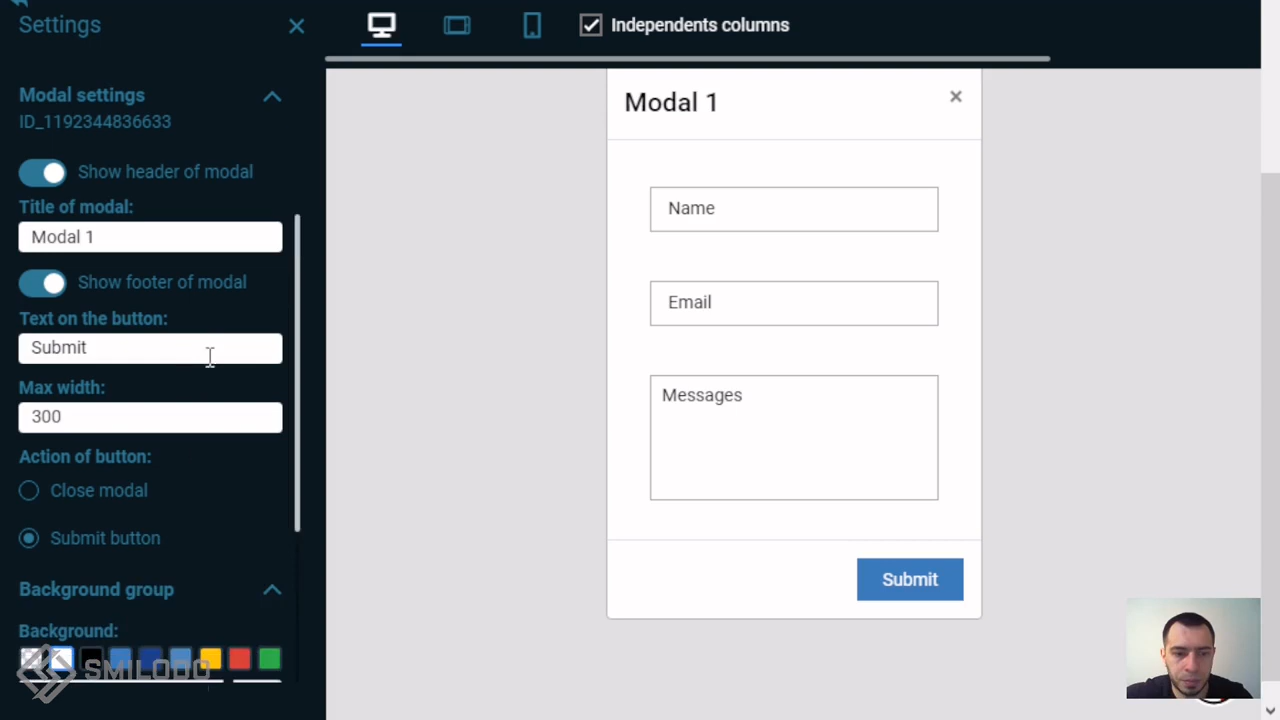 Settings
Independents columns
Modal settings
ID_1192344836633
Show header of modal
Title of modal:
Modal 1
Show footer of modal
Text on the button:
Submit
Max width:
300
Action of button:
Close modal
Submit button
Background group
Background:
SMILODO
Modal 1
×
Name
Email
Messages
Submit